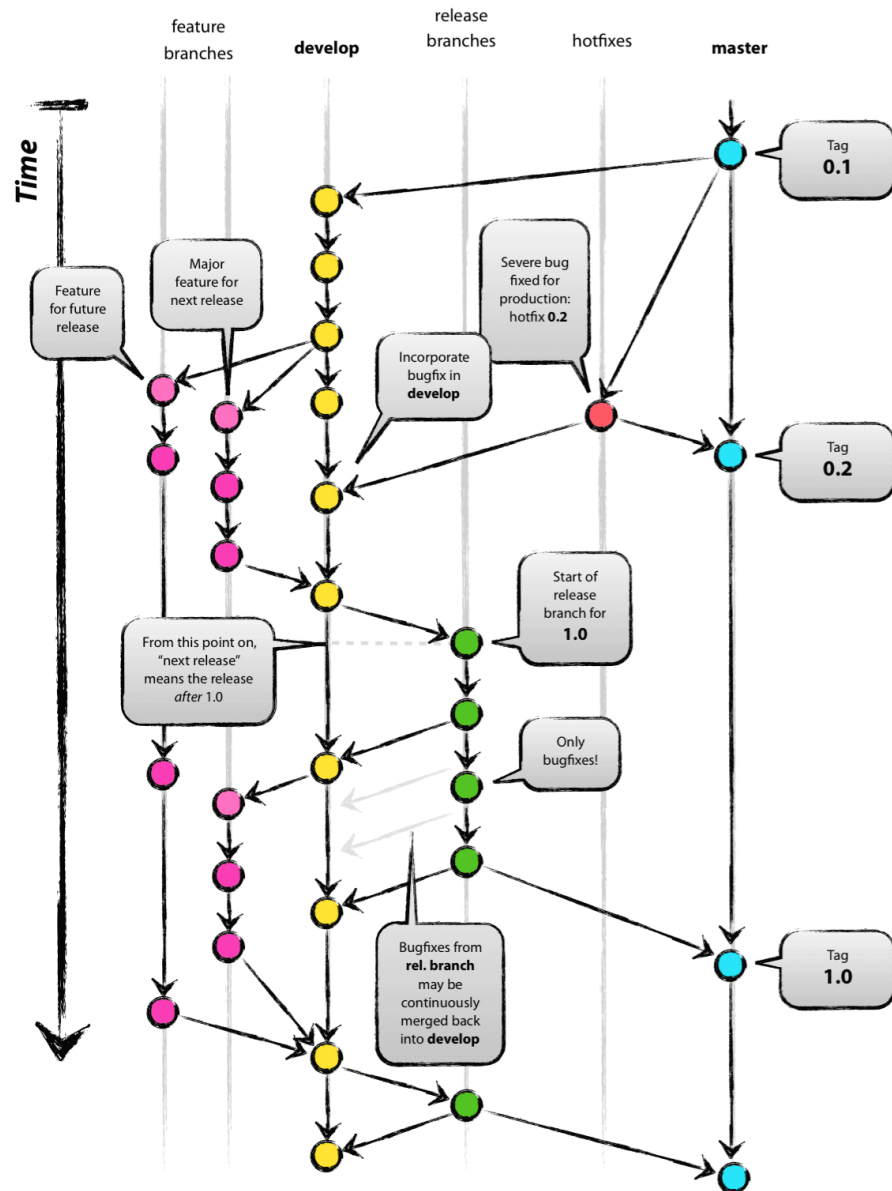 feature
branches
develop
release
branches
hotfixes
master
Time
Tag
0.1
Feature
for future
release
Major
feature for
next release
Severe bug
fixed for
production:
hotfix 0.2
Incorporate
bugfix in
develop
Tag
0.2
Start of
release
branch for
1.0
From this point on,
“next release”
means the release
after 1.0
Only
bugfixes!
Bugfixes from
rel. branch
may be
continuously
merged back
into develop
Tag
1.0